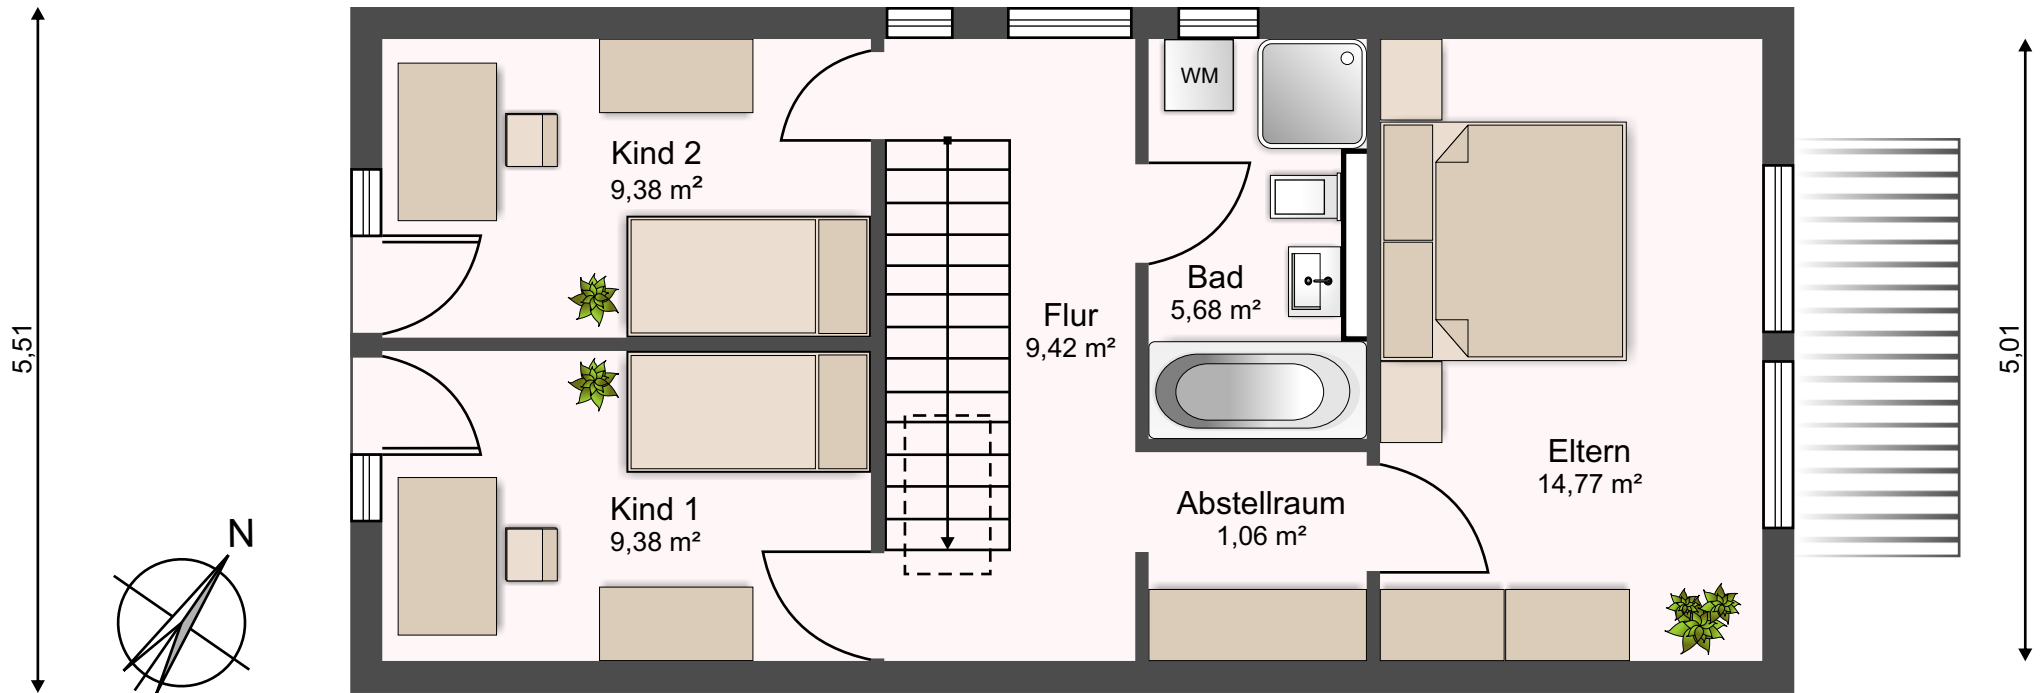 WM
Kind 2
9,38 m²
Bad
5,68 m²
Flur
9,42 m²
5,51
5,01
Eltern
14,77 m²
Kind 1
9,38 m²
Abstellraum
1,06 m²
N